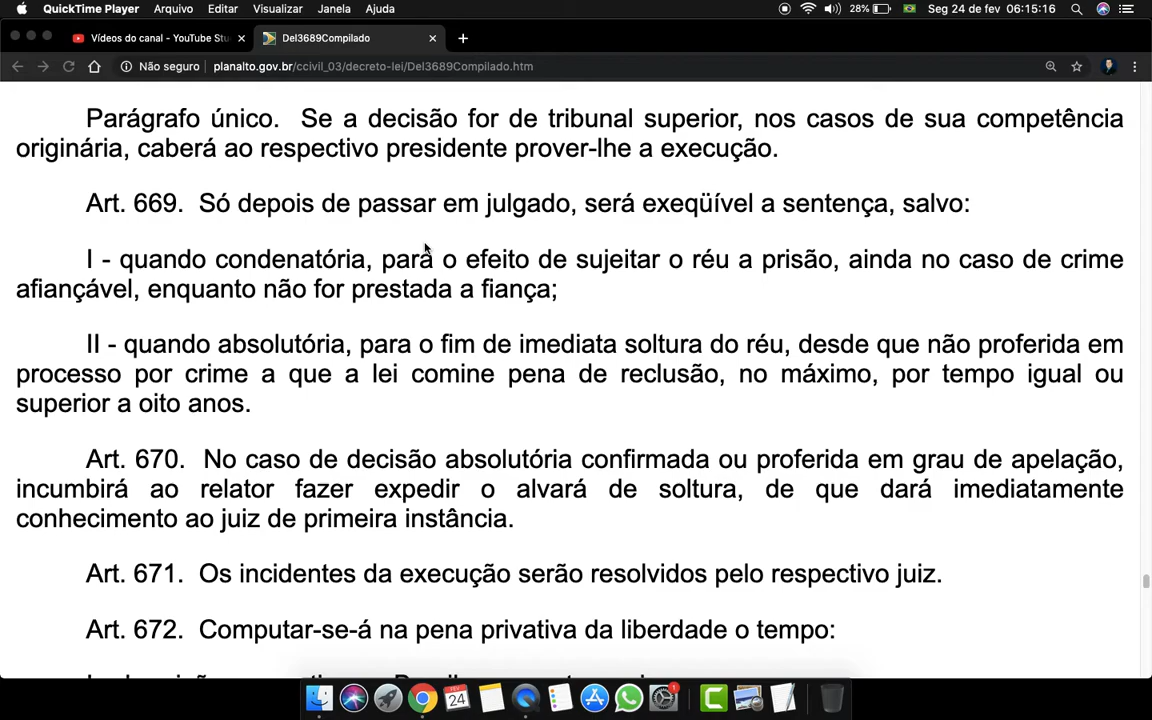 QuickTime Player Arquivo Editar Visualizar Janela Ajuda 28% Seg 24 de fev 06:15:16
Vídeos do canal - YouTube Stu Del3689Compilado
Não seguro planalto.gov.br/ccivil_03/decreto-lei/Del3689Compilado.htm
Parágrafo único. Se a decisão for de tribunal superior, nos casos de sua competência
originária, caberá ao respectivo presidente prover-lhe a execução.
Art. 669. Só depois de passar em julgado, será exeqüível a sentença, salvo:
I - quando condenatória, para o efeito de sujeitar o réu a prisão, ainda no caso de crime
afiançável, enquanto não for prestada a fiança;
II - quando absolutória, para o fim de imediata soltura do réu, desde que não proferida em
processo por crime a que a lei comine pena de reclusão, no máximo, por tempo igual ou
superior a oito anos.
Art. 670. No caso de decisão absolutória confirmada ou proferida em grau de apelação,
incumbirá ao relator fazer expedir o alvará de soltura, de que dará imediatamente
conhecimento ao juiz de primeira instância.
Art. 671. Os incidentes da execução serão resolvidos pelo respectivo juiz.
Art. 672. Computar-se-á na pena privativa da liberdade o tempo:
FEV
24
1